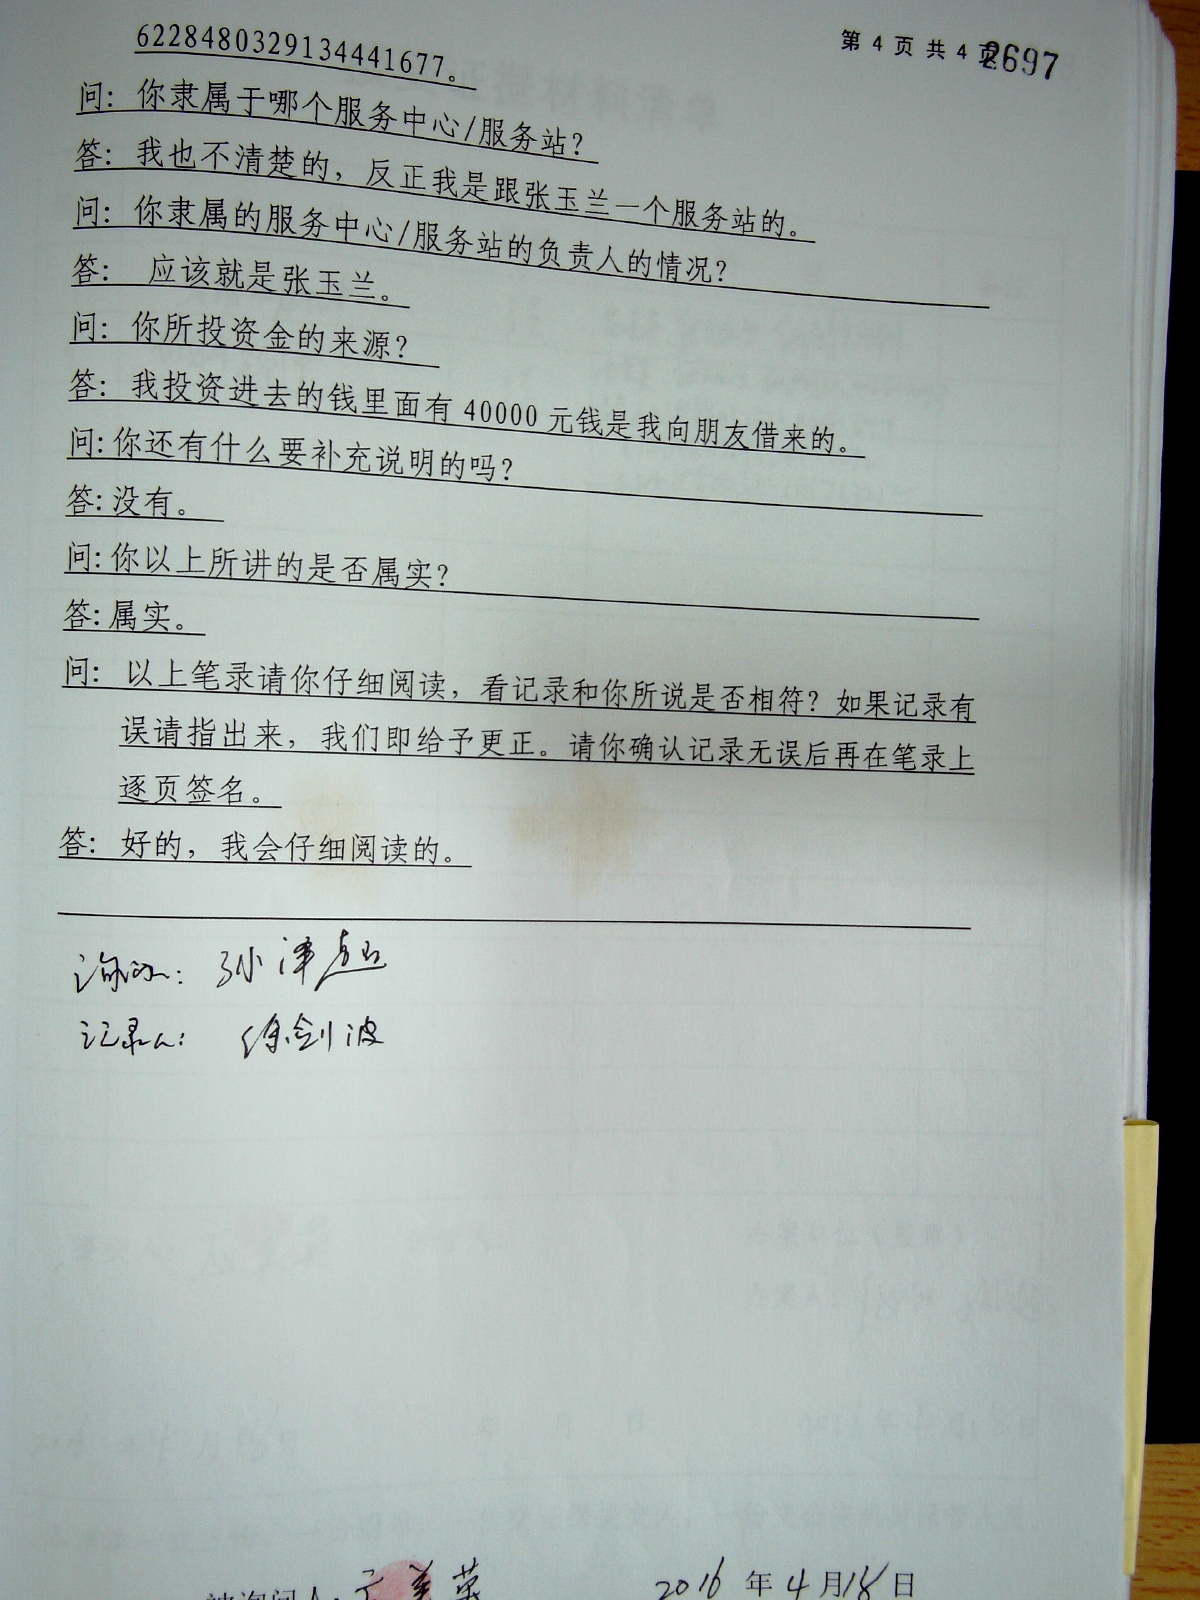 第 4 页 共 4 页2697
6228480329134441677。
问：你隶属于哪个服务中心/服务站？
答：我也不清楚的，反正我是跟张玉兰一个服务站的。
问：你隶属的服务中心/服务站的负责人的情况？
答： 应该就是张玉兰。
问：你所投资金的来源？
答：我投资进去的钱里面有 40000 元钱是我向朋友借来的。
问：你还有什么要补充说明的吗？
答：没有。
问：你以上所讲的是否属实？
答：属实。
问： 以上笔录请你仔细阅读，看记录和你所说是否相符？如果记录有
误请指出来，我们即给予更正。请你确认记录无误后再在笔录上
逐页签名。
答： 好的，我会仔细阅读的。
询问人：孙津
记录人：徐剑波
被询问人：美英 2016 年 4 月 18 日